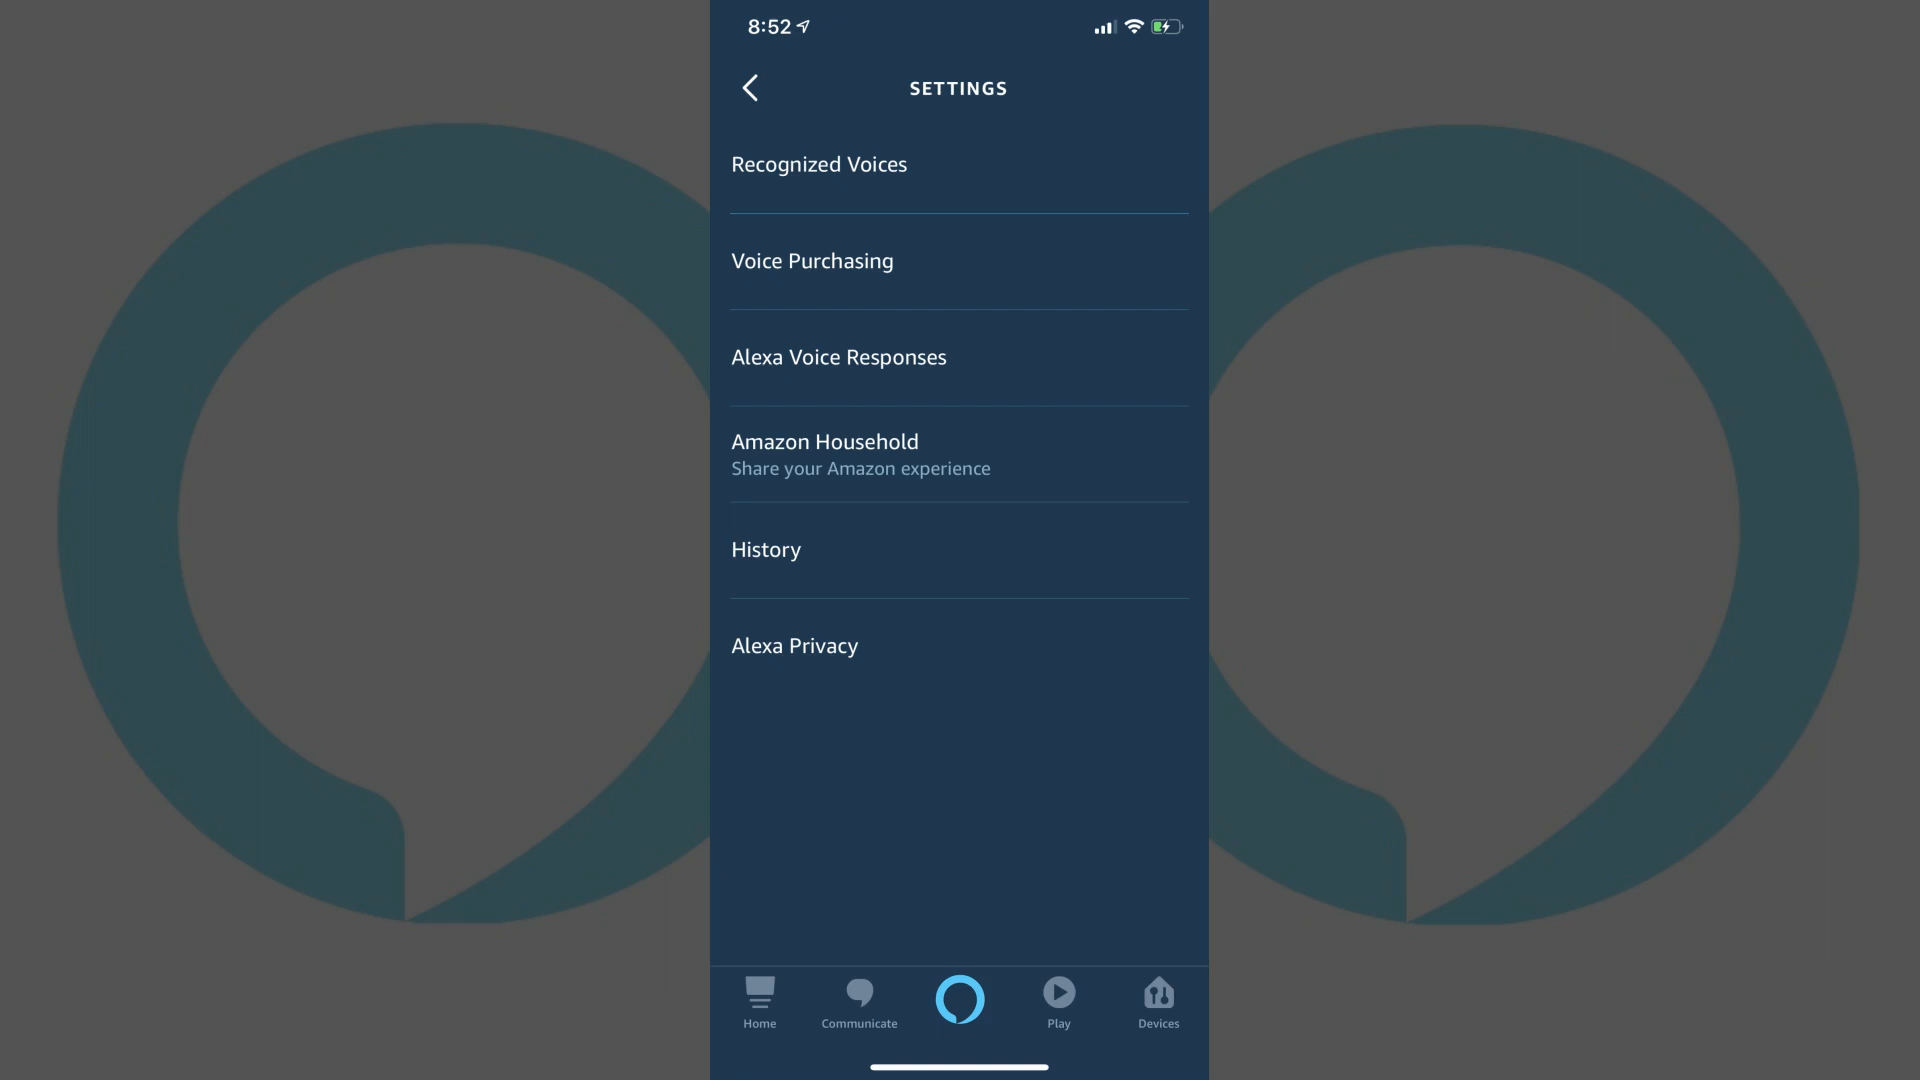 8:52
SETTINGS
Recognized Voices
Voice Purchasing
Alexa Voice Responses
Amazon Household
Share your Amazon experience
History
Alexa Privacy
Home Communicate Play Devices